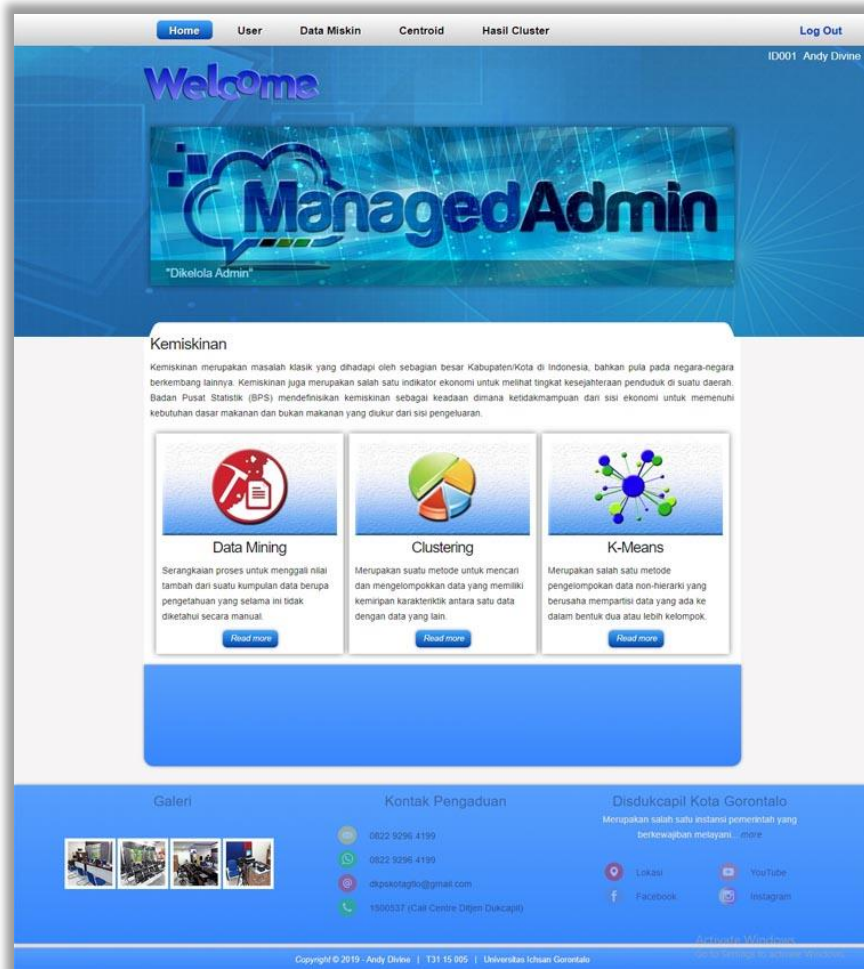 Home User Data Miskin Centroid Hasil Cluster Log Out
ID001 Andy Divine
Welcome
ManagedAdmin
"Dikelola Admin"
Kemiskinan
Kemiskinan merupakan masalah klasik yang dihadapi oleh sebagian besar Kabupaten/Kota di Indonesia, bahkan pula pada negara-negara
berkembang lainnya. Kemiskinan juga merupakan salah satu indikator ekonomi untuk melihat tingkat kesejahteraan penduduk di suatu daerah.
Badan Pusat Statistik (BPS) mendefinisikan kemiskinan sebagai keadaan dimana ketidakmampuan dari sisi ekonomi untuk memenuhi
kebutuhan dasar makanan dan bukan makanan yang diukur dari sisi pengeluaran.
Data Mining
Serangkaian proses untuk menggali nilai
tambah dari suatu kumpulan data berupa
pengetahuan yang selama ini tidak
diketahui secara manual.
Read more
Clustering
Merupakan suatu metode untuk mencari
dan mengelompokkan data yang memiliki
kemiripan karakteriktik antara satu data
dengan data yang lain.
Read more
K-Means
Merupakan salah satu metode
pengelompokan data non-hierarki yang
berusaha mempartisi data yang ada ke
dalam bentuk dua atau lebih kelompok.
Read more
Galeri
Kontak Pengaduan
0822 9296 4199
0822 9296 4199
dkpskotagtlo@gmail.com
1500537 (Call Centre Ditjen Dukcapil)
Disdukcapil Kota Gorontalo
Merupakan salah satu instansi pemerintah yang
berkewajiban melayani... more
Lokasi YouTube
Facebook Instagram
Activate Windows
Go to Settings to activate Windows.
Copyright © 2019 - Andy Divine | T31 15 005 | Universitas Ichsan Gorontalo